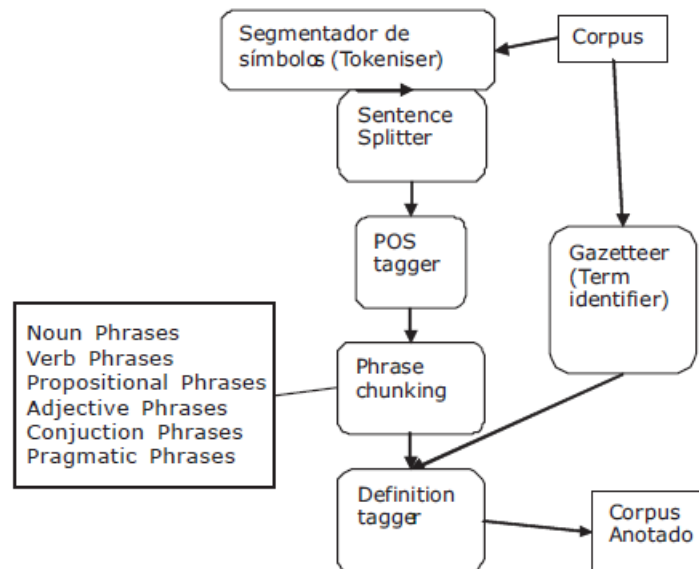 Segmentador de
símbolos (Tokeniser)
Corpus
Sentence
Splitter
POS
tagger
Gazetteer
(Term
identifier)
Noun Phrases
Verb Phrases
Propositional Phrases
Adjective Phrases
Conjuction Phrases
Pragmatic Phrases
Phrase
chunking
Definition
tagger
Corpus
Anotado